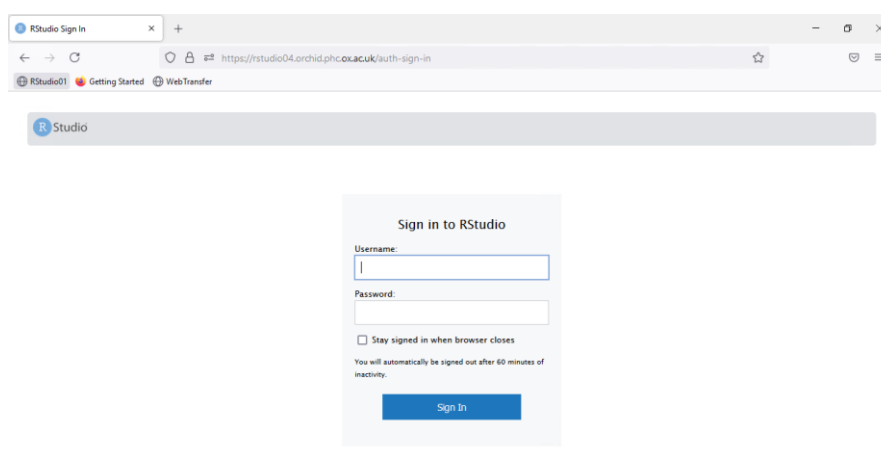 RStudio Sign In
https://rstudio04.orchid.phc.ox.ac.uk/auth-sign-in
RStudio01 Getting Started WebTransfer
R Studio
Sign in to RStudio
Username:
Password:
Stay signed in when browser closes
You will automatically be signed out after 60 minutes of
inactivity.
Sign In